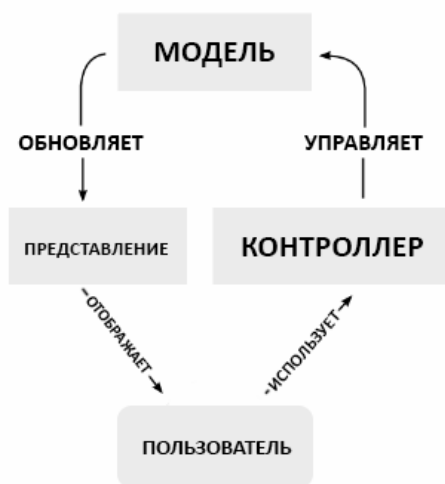 МОДЕЛЬ
ОБНОВЛЯЕТ
УПРАВЛЯЕТ
ПРЕДСТАВЛЕНИЕ
КОНТРОЛЛЕР
ОТОБРАЖАЕТ
ИСПОЛЬЗУЕТ
ПОЛЬЗОВАТЕЛЬ